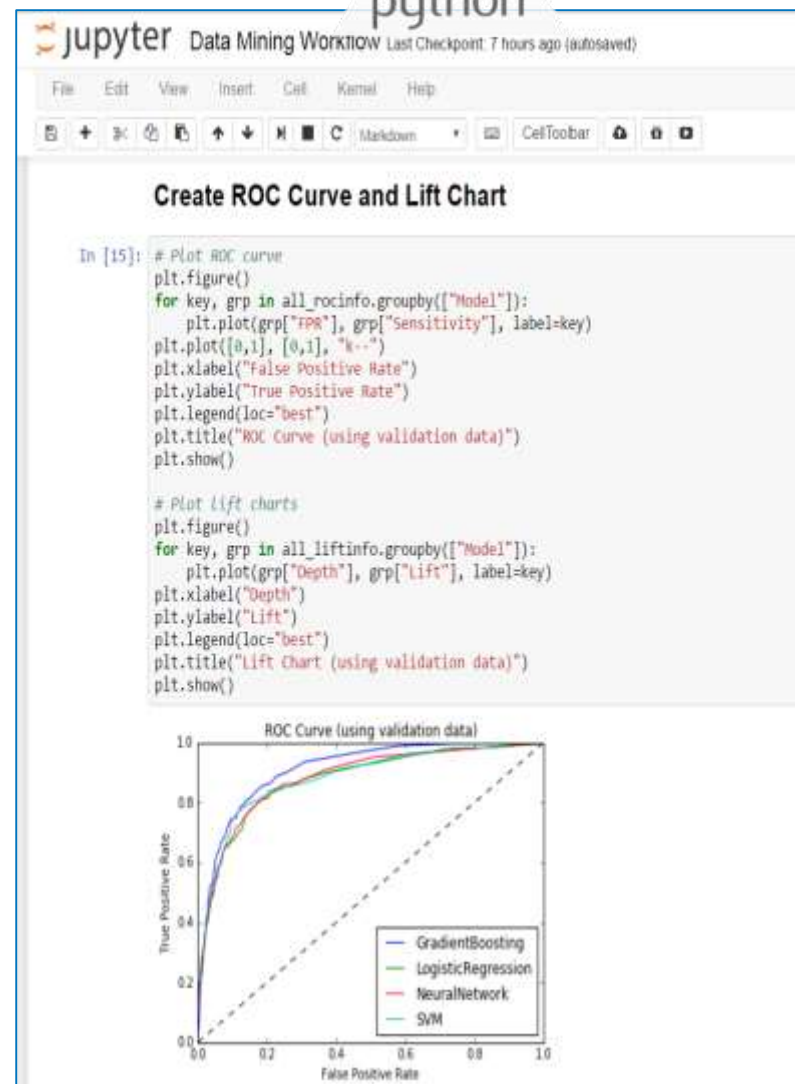 python
jupyter Data Mining Workflow Last Checkpoint: 7 hours ago (autosaved)
File Edit View Insert Cell Kernel Help
Markdown CellToolbar
Create ROC Curve and Lift Chart
In [15]: # Plot ROC curve
plt.figure()
for key, grp in all_rocinfo.groupby(["Model"]):
    plt.plot(grp["FPR"], grp["Sensitivity"], label=key)
plt.plot([0,1], [0,1], "k--")
plt.xlabel("False Positive Rate")
plt.ylabel("True Positive Rate")
plt.legend(loc="best")
plt.title("ROC Curve (using validation data)")
plt.show()
# Plot lift charts
plt.figure()
for key, grp in all_liftinfo.groupby(["Model"]):
    plt.plot(grp["Depth"], grp["Lift"], label=key)
plt.xlabel("Depth")
plt.ylabel("Lift")
plt.legend(loc="best")
plt.title("Lift Chart (using validation data)")
plt.show()
ROC Curve (using validation data)
1.0
0.8
0.6
0.4
0.2
0.0
True Positive Rate
GradientBoosting
LogisticRegression
NeuralNetwork
SVM
0.0 0.2 0.4 0.6 0.8 1.0
False Positive Rate